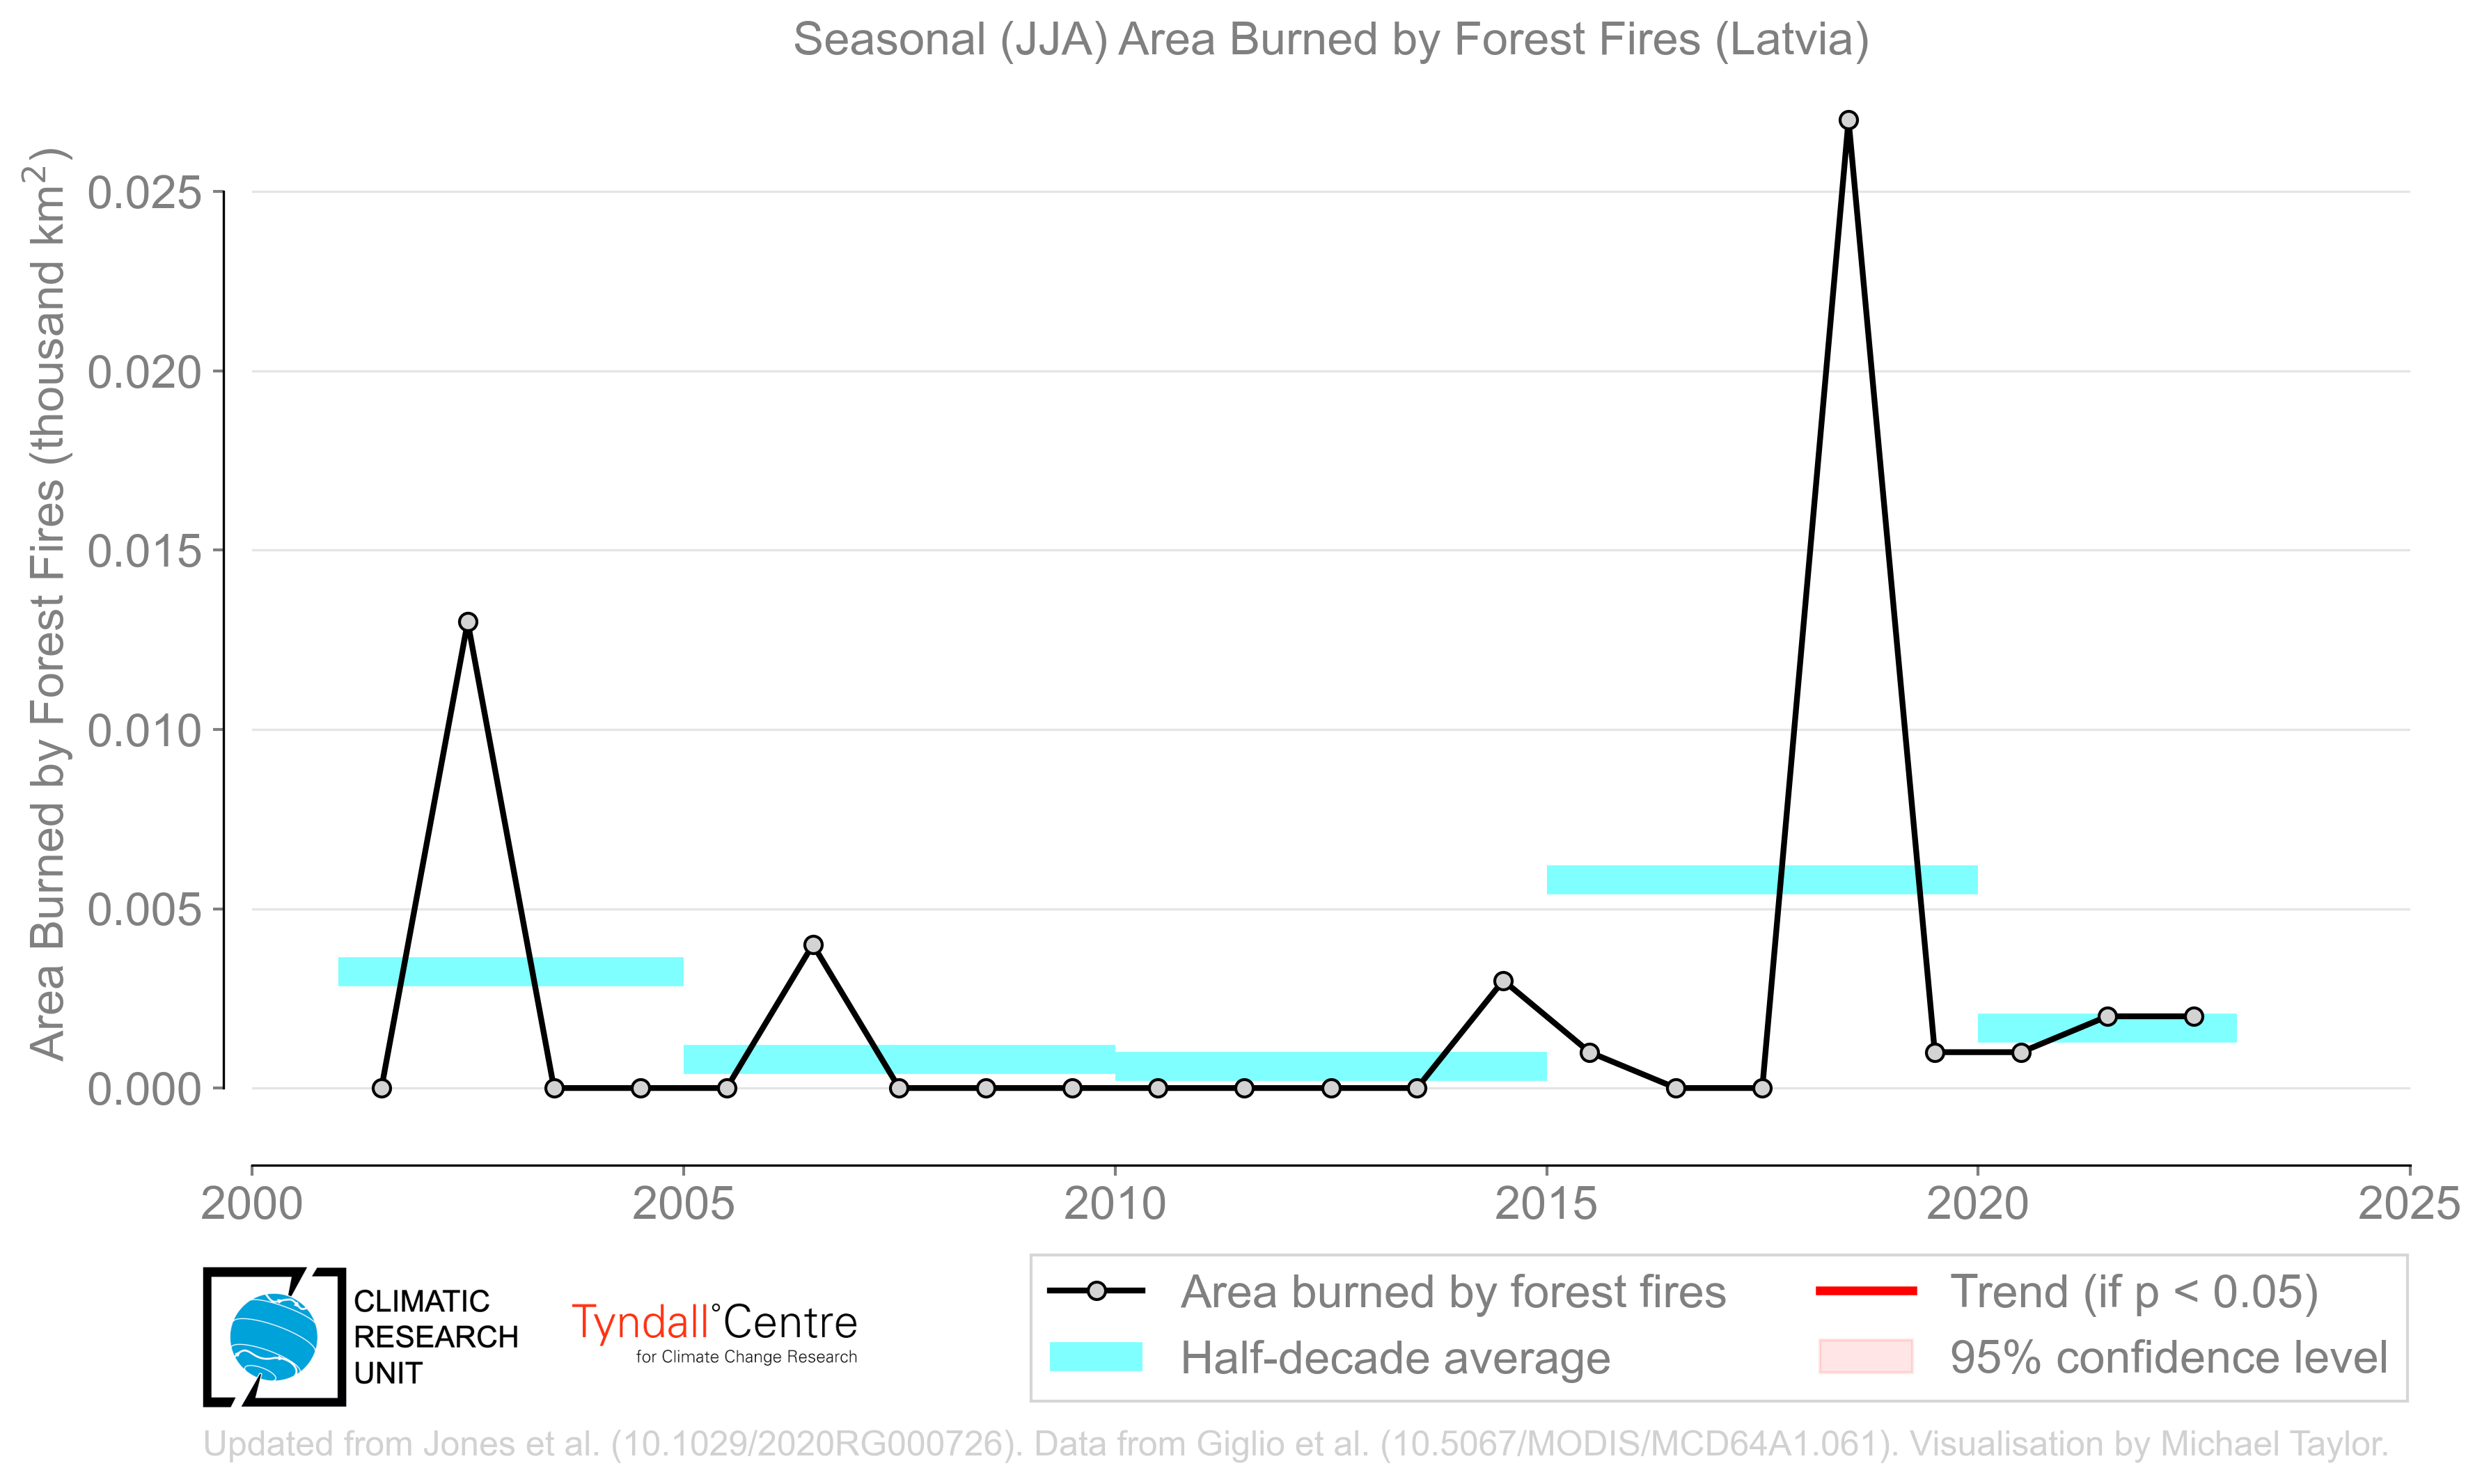 Seasonal (JJA) Area Burned by Forest Fires (Latvia)
Area Burned by Forest Fires (thousand km²)
0.025
0.020
0.015
0.010
0.005
0.000
2000 2005 2010 2015 2020 2025
CLIMATIC
RESEARCH
UNIT
Tyndall°Centre
for Climate Change Research
Area burned by forest fires
Half-decade average
Trend (if p < 0.05)
95% confidence level
Updated from Jones et al. (10.1029/2020RG000726). Data from Giglio et al. (10.5067/MODIS/MCD64A1.061). Visualisation by Michael Taylor.